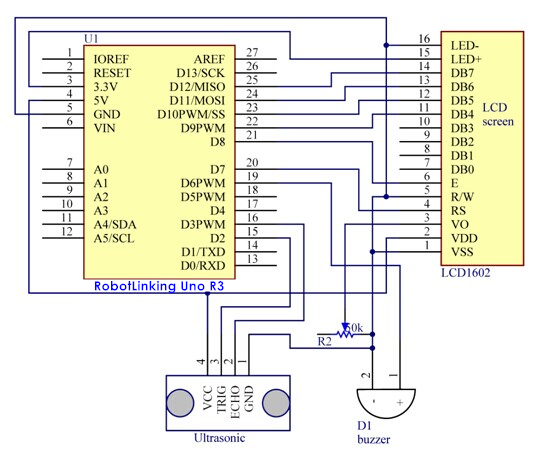 U1
1 IOREF
2 RESET
3 3.3V
4 5V
5 GND
6 VIN
7 A0
8 A1
9 A2
10 A3
11 A4/SDA
12 A5/SCL
AREF 27
D13/SCK 26
D12/MISO 25
D11/MOSI 24
D10PWM/SS 23
D9PWM 22
D8 21
D7 20
D6PWM 19
D5PWM 18
D4 17
D3PWM 16
D2 15
D1/TXD 14
D0/RXD 13
RobotLinking Uno R3
16 LED-
15 LED+
14 DB7
13 DB6
12 DB5
11 DB4
10 DB3
9 DB2
8 DB1
7 DB0
6 E
5 R/W
4 RS
3 VO
2 VDD
1 VSS
LCD
screen
LCD1602
R2
50k
4 VCC
3 TRIG
2 ECHO
1 GND
Ultrasonic
2 -
1 +
D1
buzzer